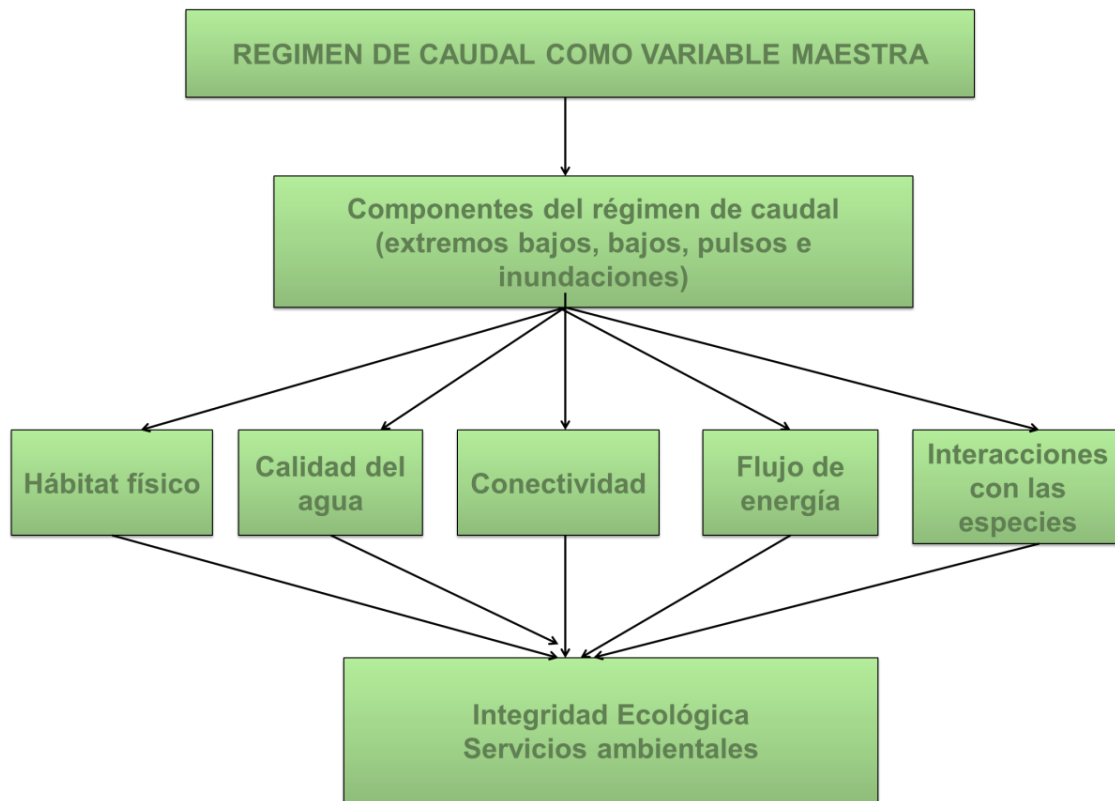 REGIMEN DE CAUDAL COMO VARIABLE MAESTRA
Componentes del régimen de caudal
(extremos bajos, bajos, pulsos e
inundaciones)
Hábitat físico
Calidad del
agua
Conectividad
Flujo de
energía
Interacciones
con las
especies
Integridad Ecológica
Servicios ambientales